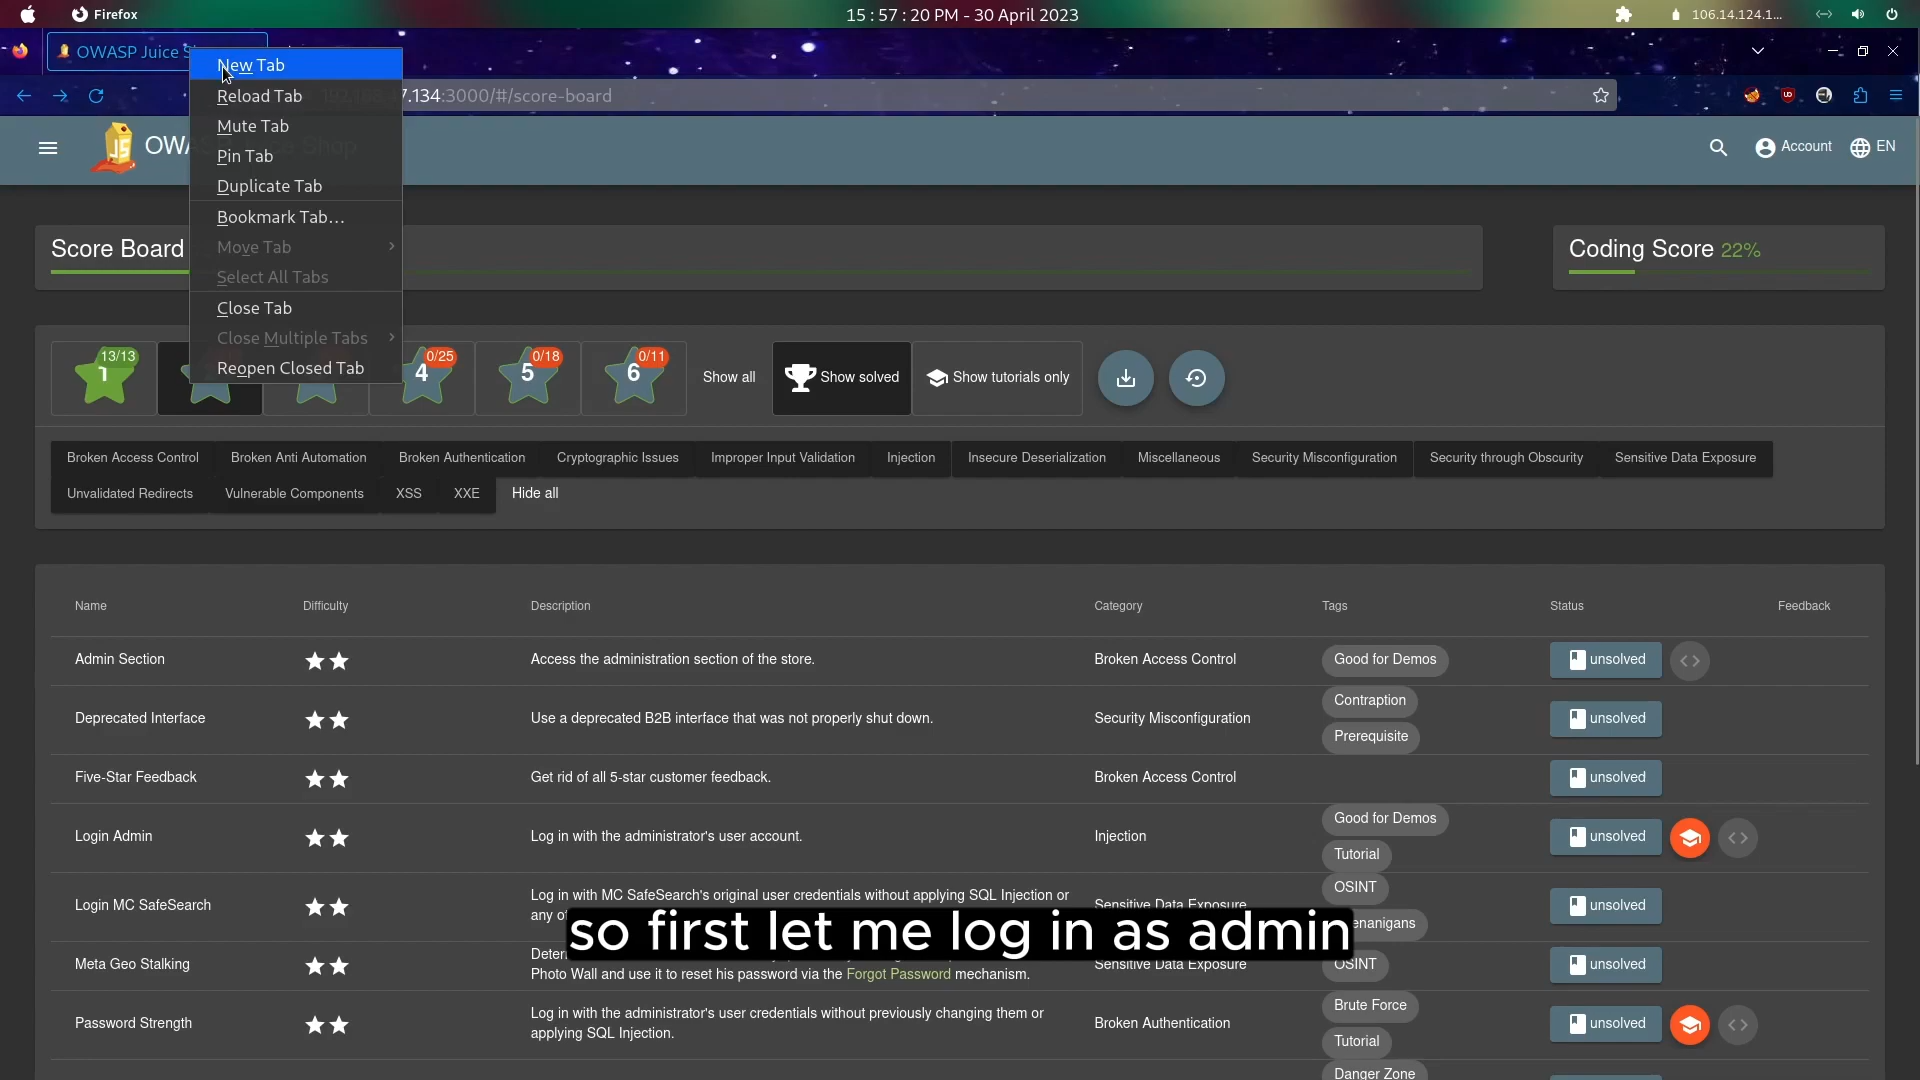 Firefox
15 : 57 : 20 PM - 30 April 2023
106.14.124.1...
OWASP Juice S
New Tab
Reload Tab
Mute Tab
Pin Tab
Duplicate Tab
Bookmark Tab...
Move Tab
Select All Tabs
Close Tab
Close Multiple Tabs
Reopen Closed Tab
7.134:3000/#/score-board
OWASP Juice Shop
Account
EN
Score Board
Coding Score 22%
13/13
1
0/25
4
0/18
5
0/11
6
Show all
Show solved
Show tutorials only
Broken Access Control
Broken Anti Automation
Broken Authentication
Cryptographic Issues
Improper Input Validation
Injection
Insecure Deserialization
Miscellaneous
Security Misconfiguration
Security through Obscurity
Sensitive Data Exposure
Unvalidated Redirects
Vulnerable Components
XSS
XXE
Hide all
Name
Difficulty
Description
Category
Tags
Status
Feedback
Admin Section
Access the administration section of the store.
Broken Access Control
Good for Demos
unsolved
Deprecated Interface
Use a deprecated B2B interface that was not properly shut down.
Security Misconfiguration
Contraption
Prerequisite
unsolved
Five-Star Feedback
Get rid of all 5-star customer feedback.
Broken Access Control
unsolved
Login Admin
Log in with the administrator's user account.
Injection
Good for Demos
Tutorial
unsolved
Login MC SafeSearch
Log in with MC SafeSearch's original user credentials without applying SQL Injection or
any o
Sensitive Data Exposure
OSINT
enanigans
unsolved
so first let me log in as admin
Meta Geo Stalking
Deter
Photo Wall and use it to reset his password via the Forgot Password mechanism.
Sensitive Data Exposure
OSINT
unsolved
Password Strength
Log in with the administrator's user credentials without previously changing them or
applying SQL Injection.
Broken Authentication
Brute Force
Tutorial
unsolved
Danger Zone